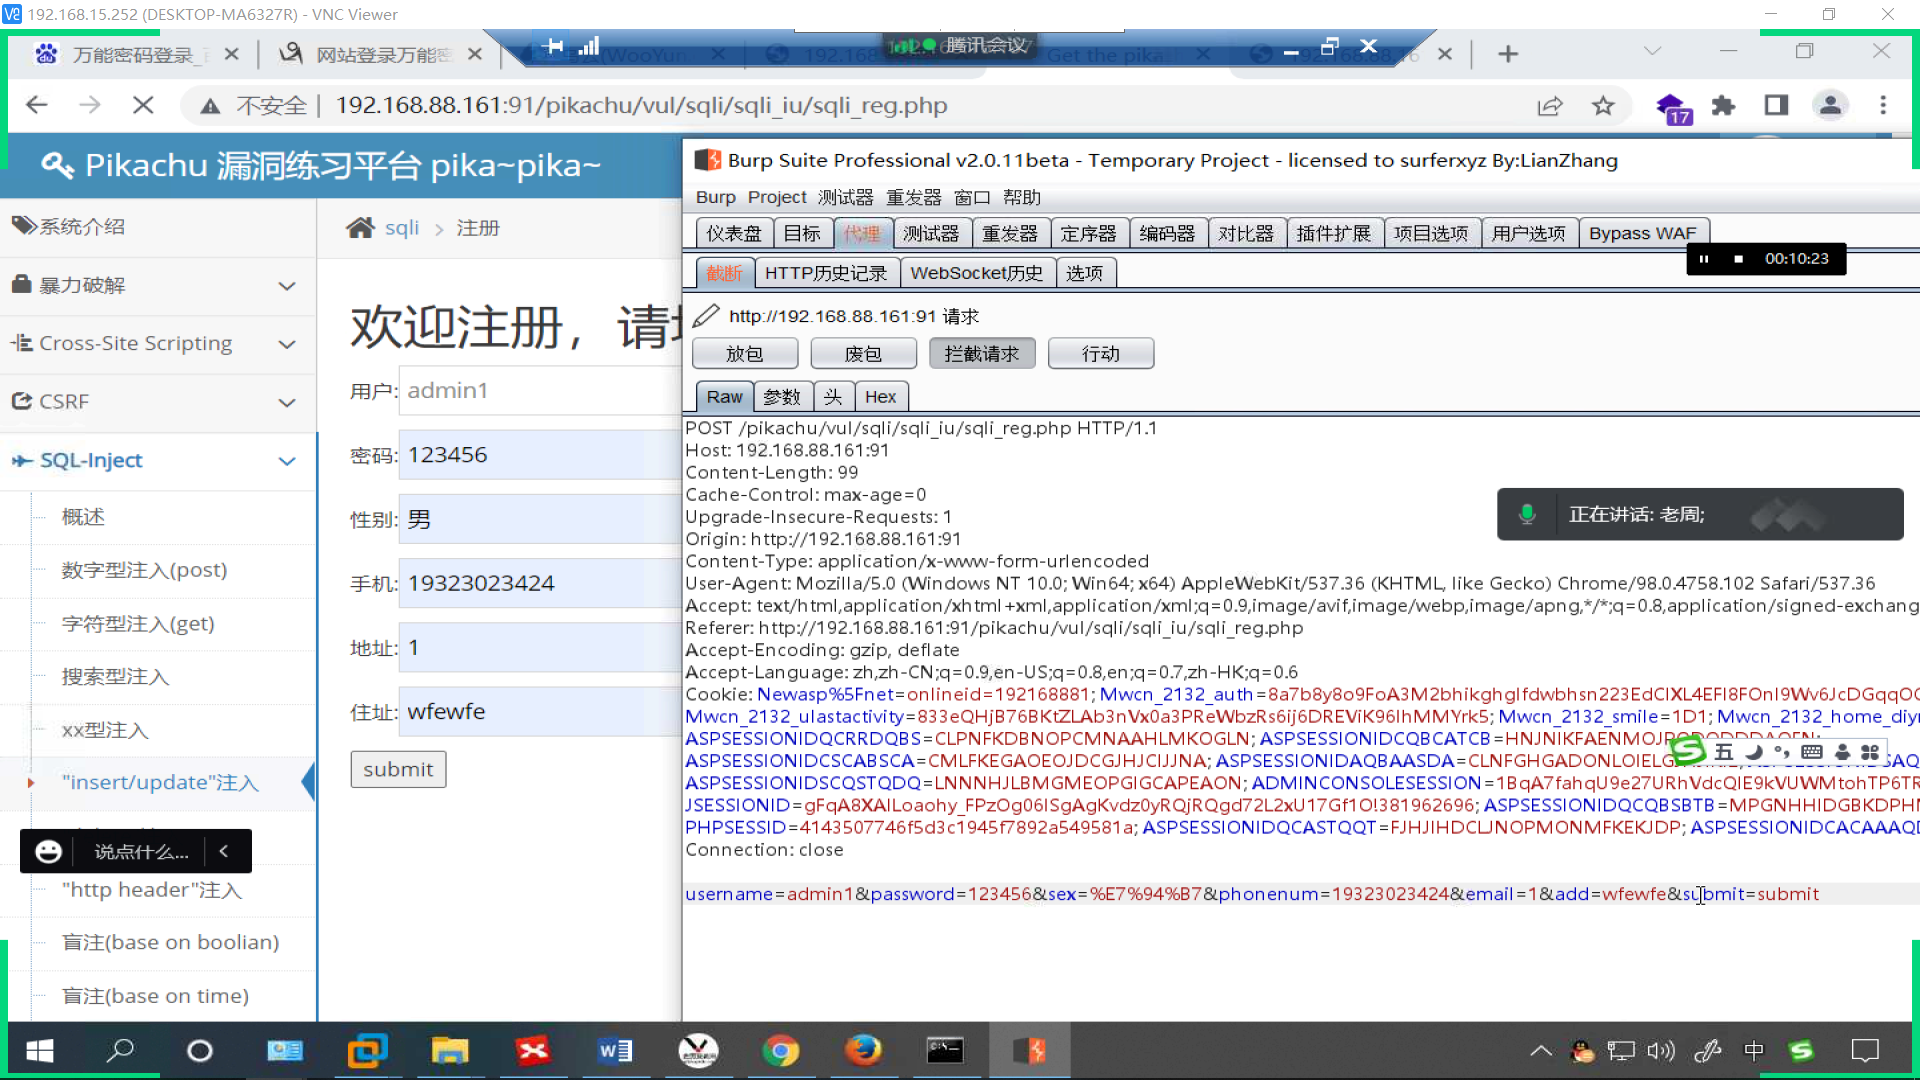 192.168.15.252 (DESKTOP-MA6327R) - VNC Viewer
万能密码登录_
网站登录万能密
腾讯会议
不安全 | 192.168.88.161:91/pikachu/vul/sqli/sqli_iu/sqli_reg.php
17
Pikachu 漏洞练习平台 pika~pika~
系统介绍
暴力破解
Cross-Site Scripting
CSRF
SQL-Inject
概述
数字型注入(post)
字符型注入(get)
搜索型注入
xx型注入
"insert/update"注入
说点什么...
"http header"注入
盲注(base on boolian)
盲注(base on time)
sqli > 注册
欢迎注册，请
用户: admin1
密码: 123456
性别: 男
手机: 19323023424
地址: 1
住址: wfewfe
submit
Burp Suite Professional v2.0.11beta - Temporary Project - licensed to surferxyz By:LianZhang
Burp Project 测试器 重发器 窗口 帮助
仪表盘 目标 代理 测试器 重发器 定序器 编码器 对比器 插件扩展 项目选项 用户选项 Bypass WAF
截断 HTTP历史记录 WebSocket历史 选项
00:10:23
http://192.168.88.161:91 请求
放包 废包 拦截请求 行动
Raw 参数 头 Hex
POST /pikachu/vul/sqli/sqli_iu/sqli_reg.php HTTP/1.1
Host: 192.168.88.161:91
Content-Length: 99
Cache-Control: max-age=0
Upgrade-Insecure-Requests: 1
Origin: http://192.168.88.161:91
Content-Type: application/x-www-form-urlencoded
User-Agent: Mozilla/5.0 (Windows NT 10.0; Win64; x64) AppleWebKit/537.36 (KHTML, like Gecko) Chrome/98.0.4758.102 Safari/537.36
Accept: text/html,application/xhtml+xml,application/xml;q=0.9,image/avif,image/webp,image/apng,*/*;q=0.8,application/signed-exchang
Referer: http://192.168.88.161:91/pikachu/vul/sqli/sqli_iu/sqli_reg.php
Accept-Encoding: gzip, deflate
Accept-Language: zh,zh-CN;q=0.9,en-US;q=0.8,en;q=0.7,zh-HK;q=0.6
Cookie: Newasp%5Fnet=onlineid=192168881; Mwcn_2132_auth=8a7b8y8o9FoA3M2bhikghgIfdwbhsn223EdCIXL4EFI8FOnI9Wv6JcDGqqO
Mwcn_2132_ulastactivity=833eQHjB76BKtZLAb3nVx0a3PReWbzRs6ij6DREViK96IhMMYrk5; Mwcn_2132_smile=1D1; Mwcn_2132_home_diy
ASPSESSIONIDQCRRDQBS=CLPNFKDBNOPCMNAAHLMKOGLN; ASPSESSIONIDCQBCATCB=
ASPSESSIONIDCSCABSCA=CMLFKEGAOEOJDCGJHJCIJJNA; ASPSESSIONIDAQBAASDA=
ASPSESSIONIDSCQSTQDQ=LNNNHJLBMGMEOPGIGCAPEAON; ADMINCONSOLESESSION=1BqA7fahqU9e27URhVdcQIE9kVUWMtohTP6TR
JSESSIONID=gFqA8XAILoaohy_FPzOg06ISgAgKvdz0yRQjRQgd72L2xU17Gf1O!381962696; ASPSESSIONIDQCQBSBTB=MPGNHHIDGBKDPH
PHPSESSID=4143507746f5d3c1945f7892a549581a; ASPSESSIONIDQCASTQQT=FJHJIHDCLJNOPMONMFKEKJDP; ASPSESSIONIDCACAAAQ
Connection: close
username=admin1&password=123456&sex=%E7%94%B7&phonenum=19323023424&email=1&add=wfewfe&submit=submit
正在讲话: 老周;
五
中